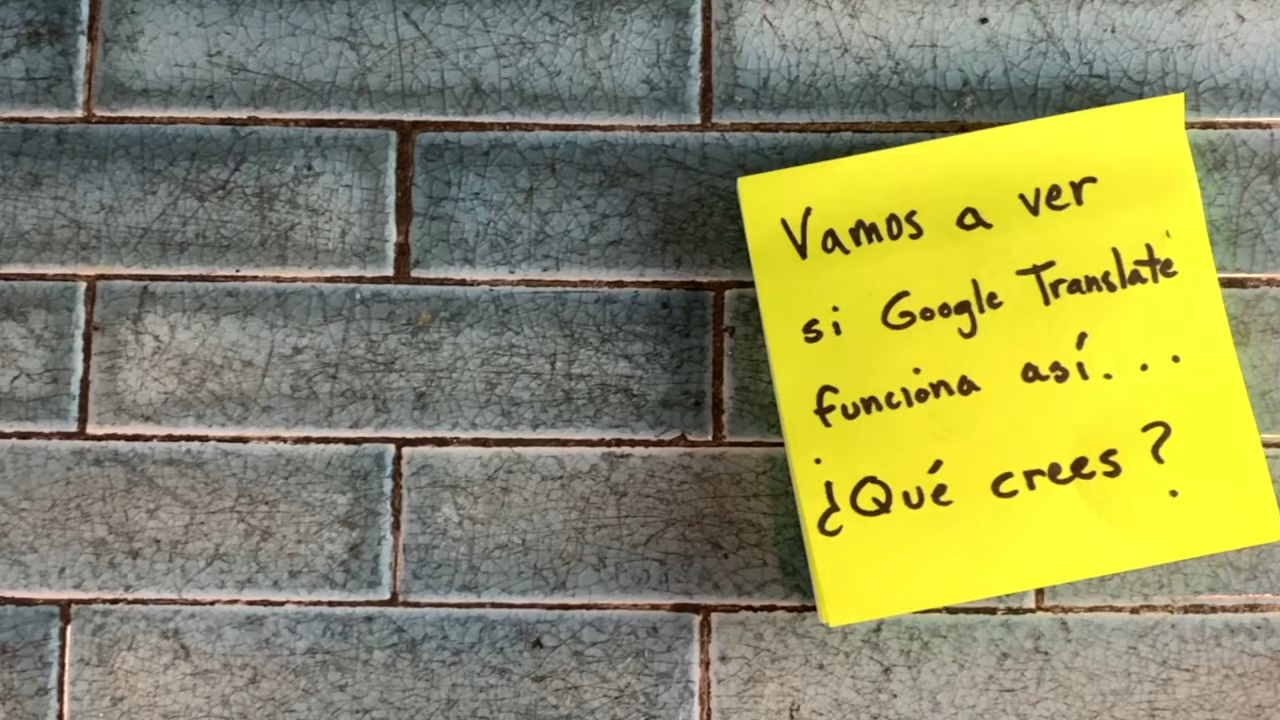 Vamos a ver
si Google Translate
funciona así...
¿Qué crees?